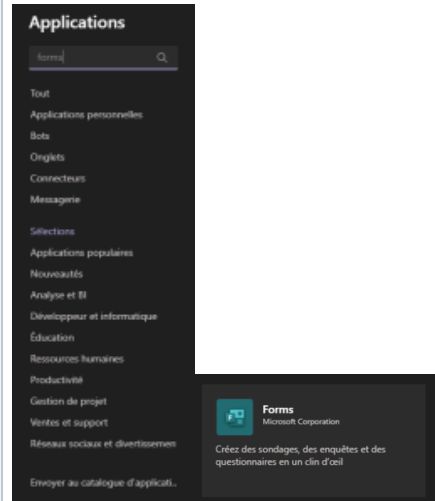 Applications
forms
Tout
Applications personnelles
Bots
Onglets
Connecteurs
Messagerie
Sélections
Applications populaires
Nouveautés
Analyse et BI
Développeur et informatique
Éducation
Ressources humaines
Productivité
Gestion de projet
Ventes et support
Réseaux sociaux et divertissemen
Envoyer au catalogue d'applicati...
Forms
Microsoft Corporation
Créez des sondages, des enquêtes et des
questionnaires en un clin d'œil